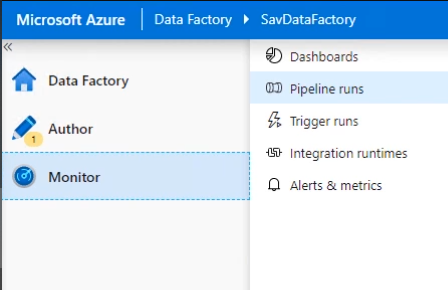 Microsoft Azure Data Factory SavDataFactory
«
Data Factory
Author
1
Monitor
Dashboards
Pipeline runs
Trigger runs
Integration runtimes
Alerts & metrics